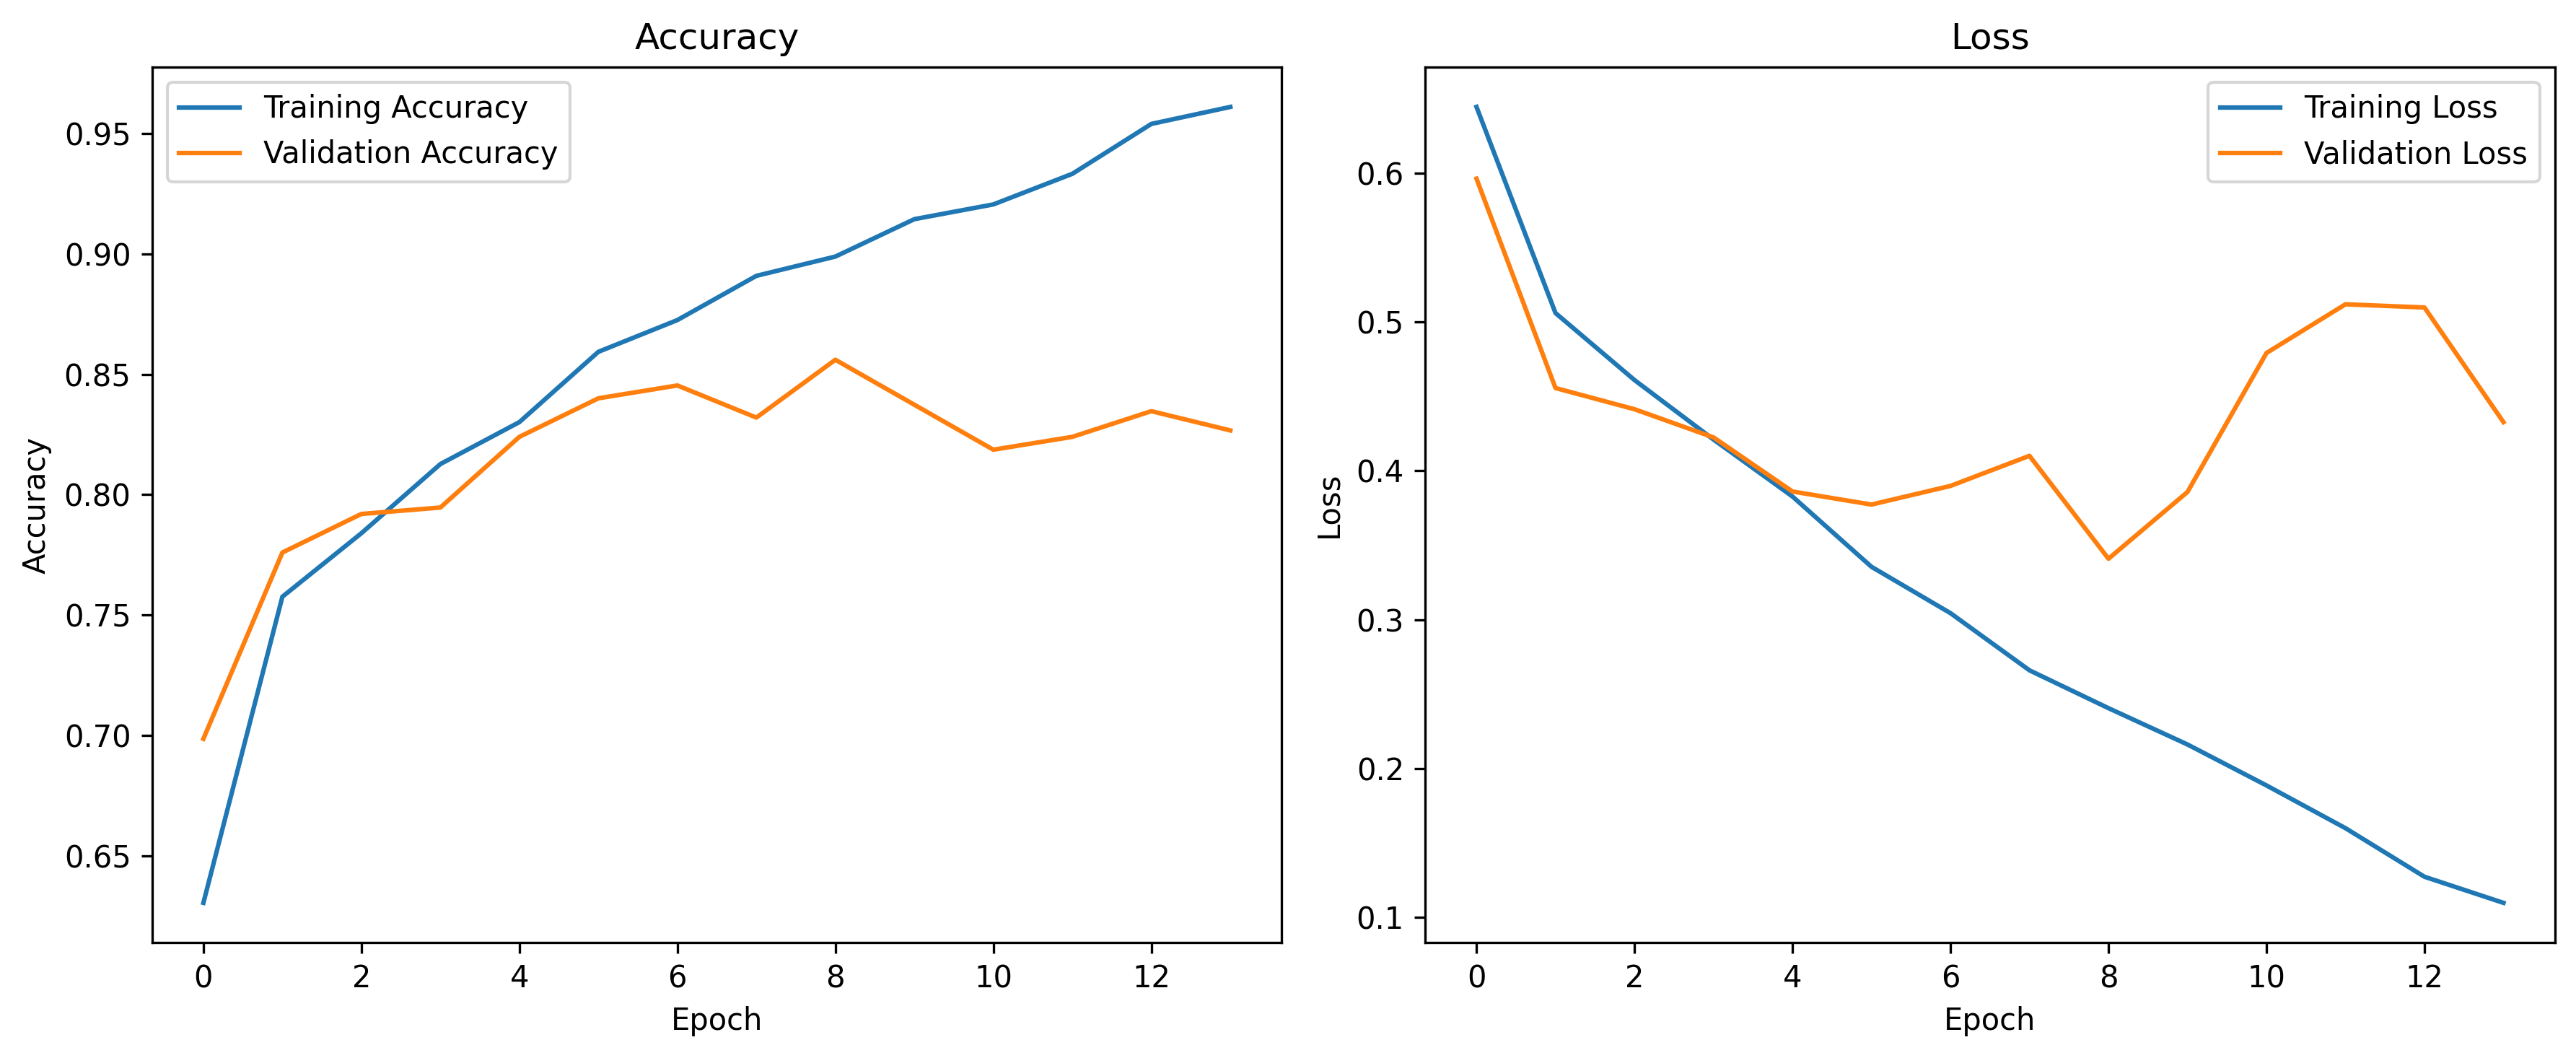 Accuracy
Training Accuracy
Validation Accuracy
0.95
0.90
0.85
0.80
0.75
0.70
0.65
Accuracy
0 2 4 6 8 10 12
Epoch
Loss
Training Loss
Validation Loss
0.6
0.5
0.4
0.3
0.2
0.1
Loss
0 2 4 6 8 10 12
Epoch